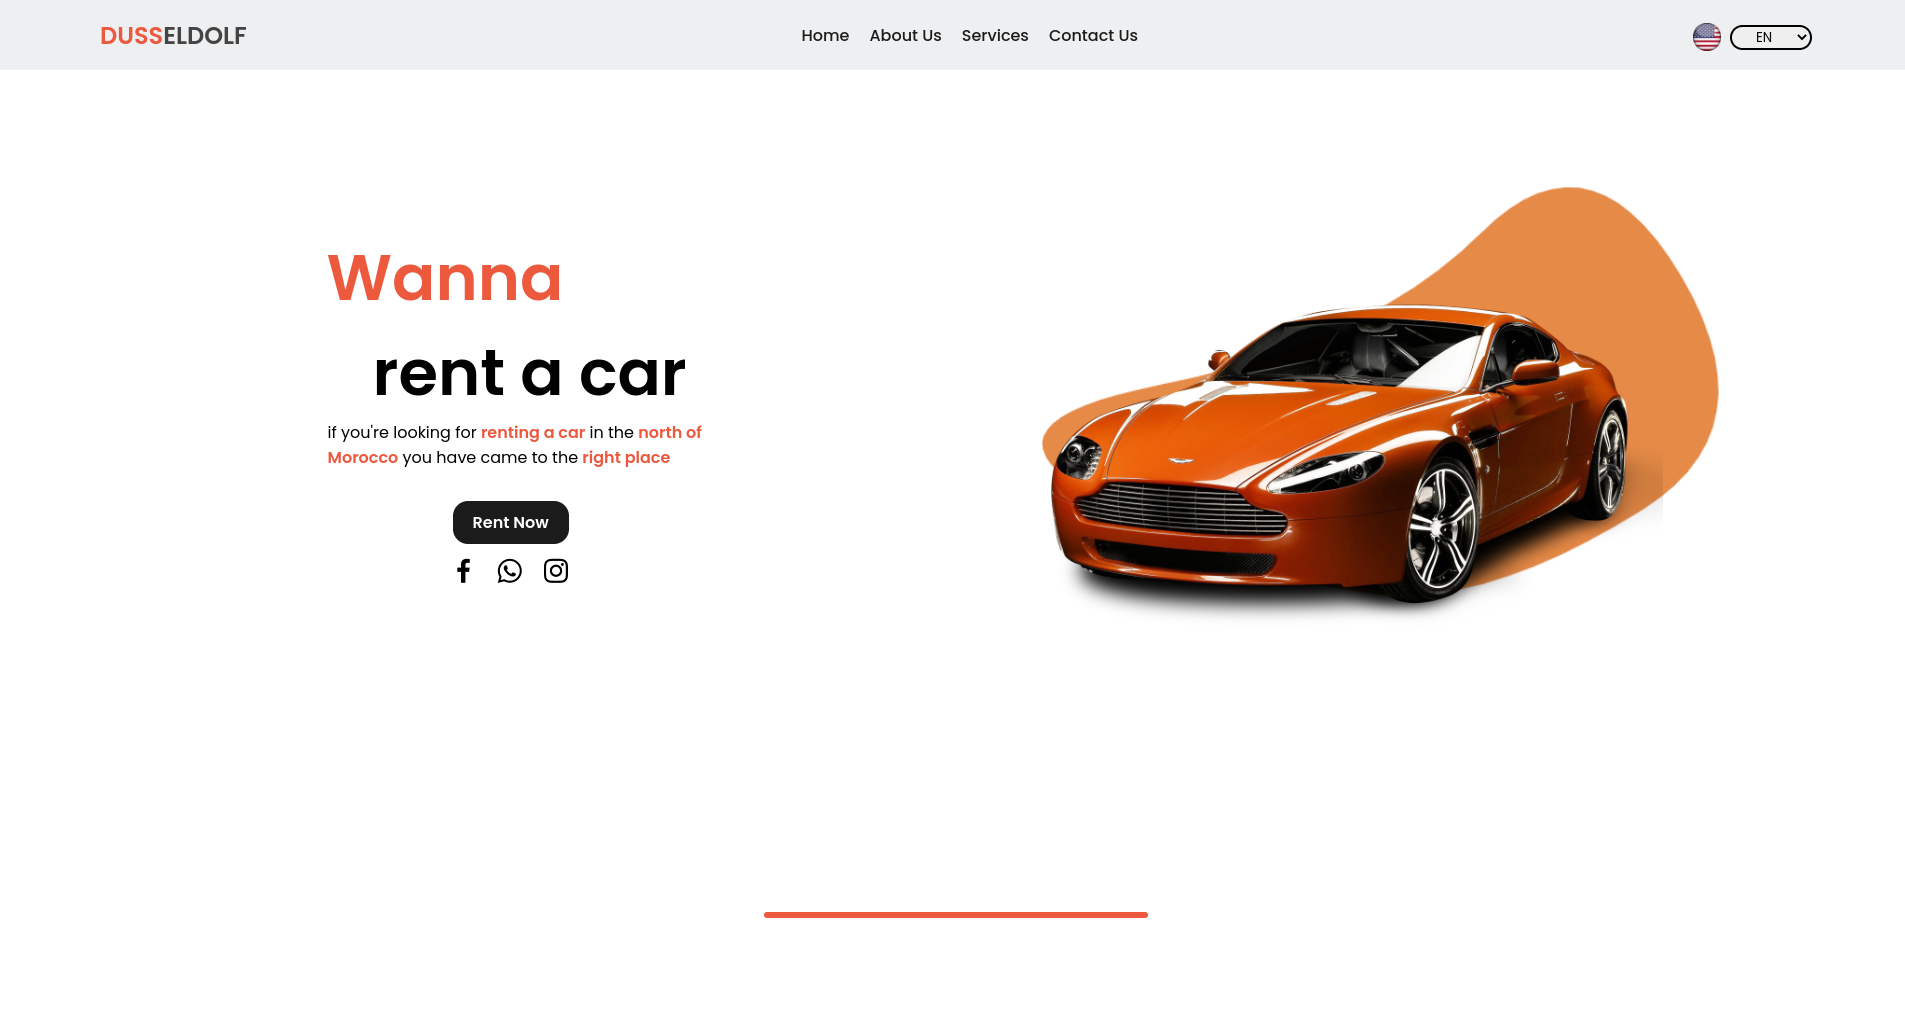 DUSSELDOLF
Home About Us Services Contact Us
EN
Wanna
rent a car
if you're looking for renting a car in the north of
Morocco you have came to the right place
Rent Now